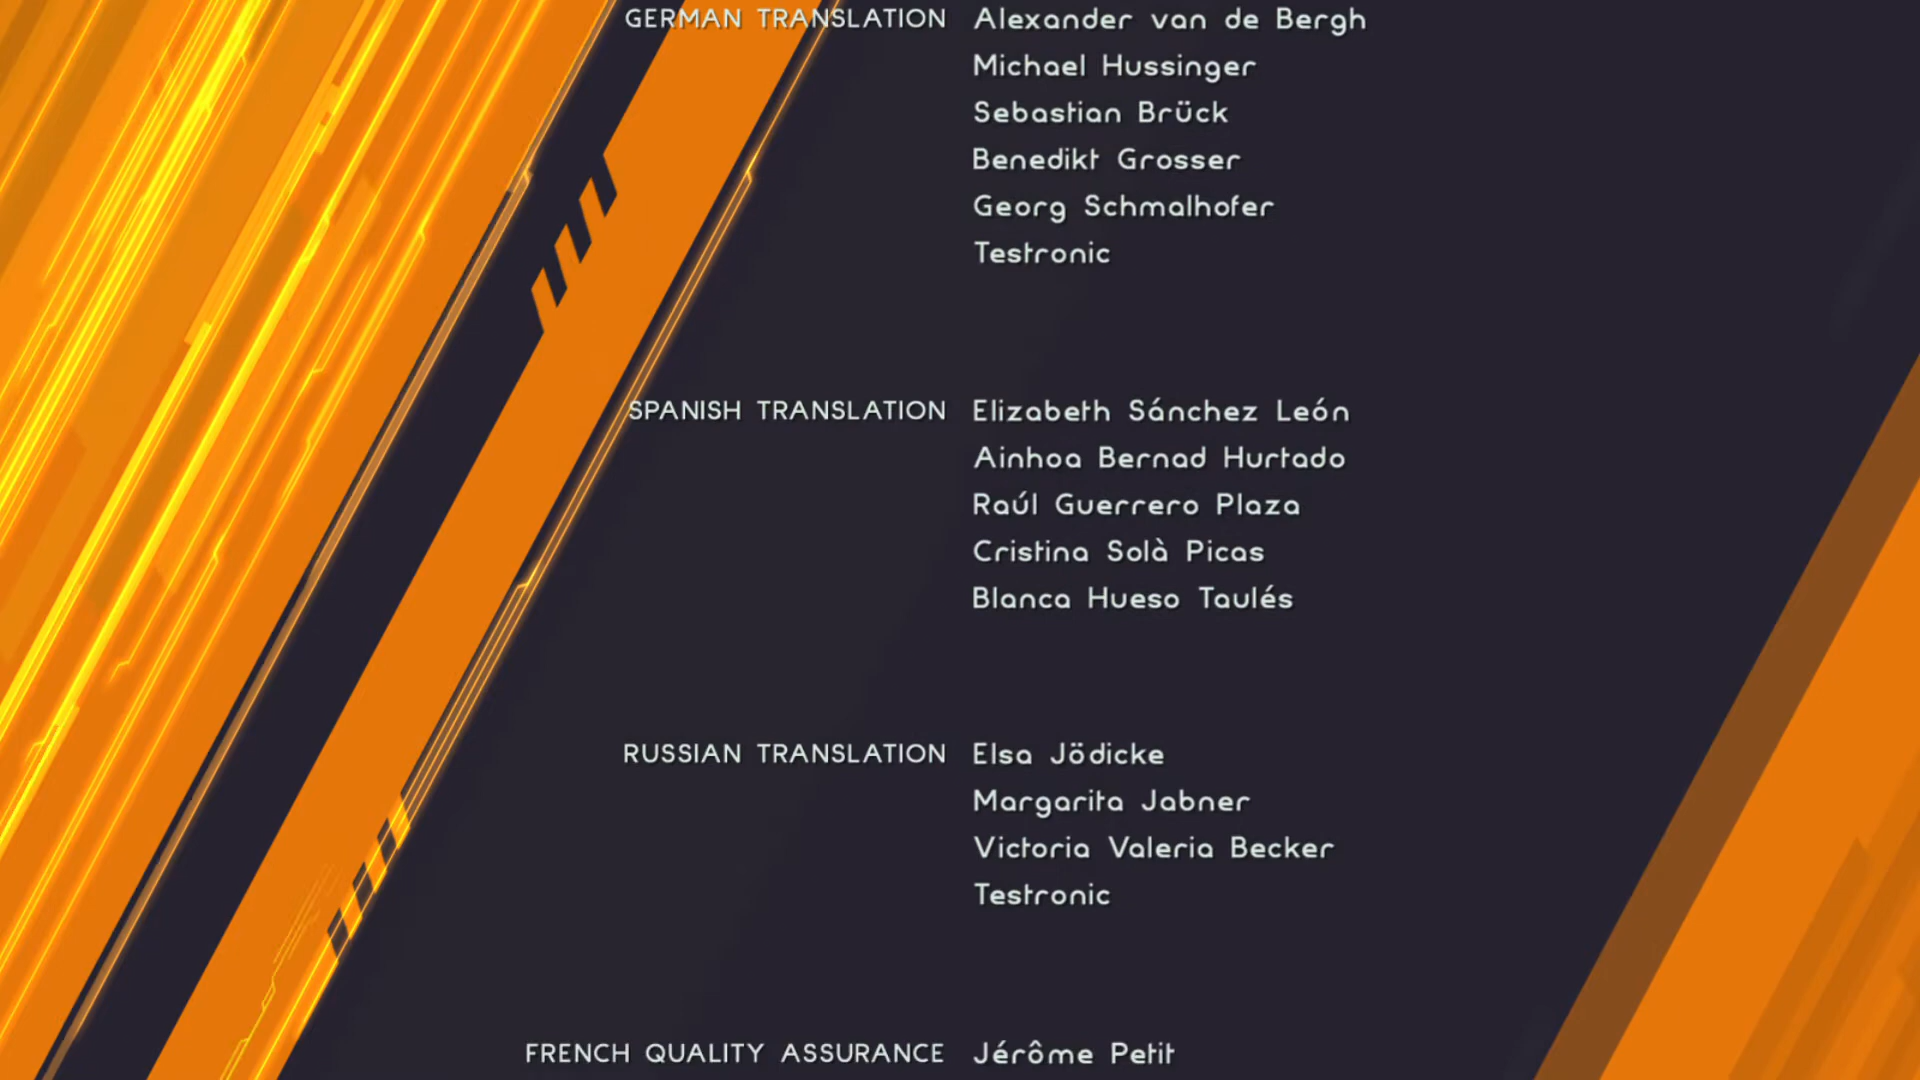 GERMAN TRANSLATION Alexander van de Bergh
Michael Hussinger
Sebastian Brück
Benedikt Grosser
Georg Schmalhofer
Testronic
SPANISH TRANSLATION Elizabeth Sánchez León
Ainhoa Bernad Hurtado
Raúl Guerrero Plaza
Cristina Solà Picas
Blanca Hueso Taulés
RUSSIAN TRANSLATION Elsa Jödicke
Margarita Jabner
Victoria Valeria Becker
Testronic
FRENCH QUALITY ASSURANCE Jérôme Petit